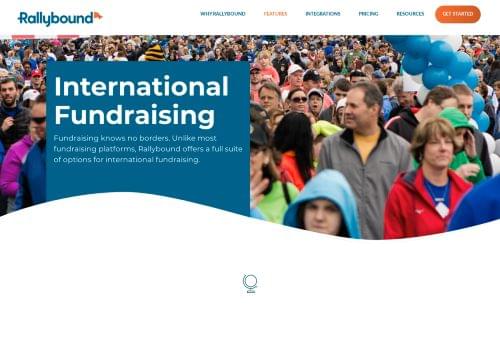 Rallybound
WHY RALLYBOUND
FEATURES
INTEGRATIONS
PRICING
RESOURCES
GET STARTED
International
Fundraising
Fundraising knows no borders. Unlike most
fundraising platforms, Rallybound offers a full suite
of options for international fundraising.